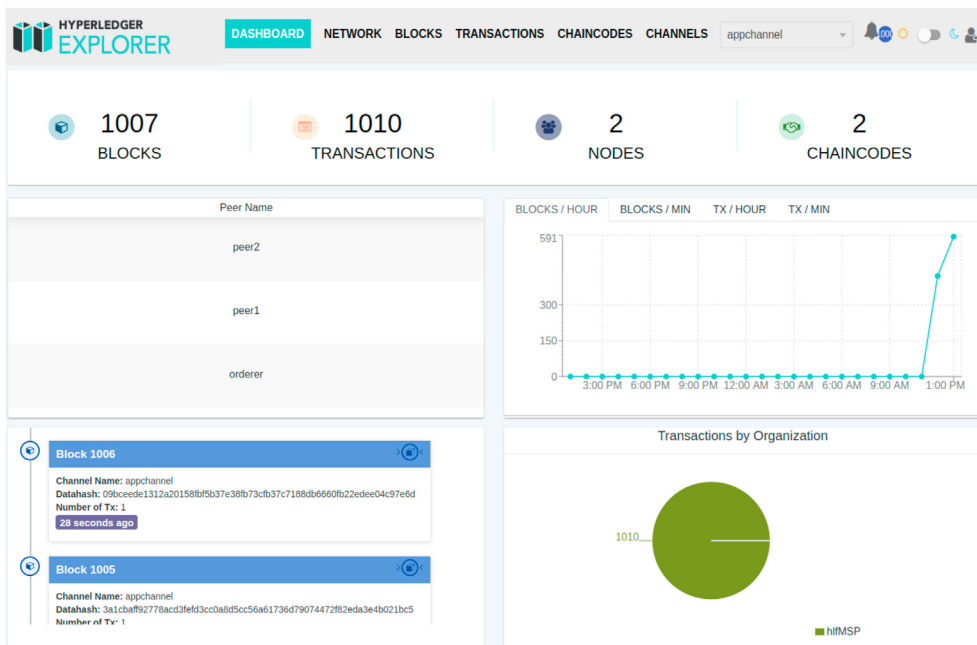 HYPERLEDGER
EXPLORER
DASHBOARD NETWORK BLOCKS TRANSACTIONS CHAINCODES CHANNELS appchannel
1007
BLOCKS
1010
TRANSACTIONS
2
NODES
2
CHAINCODES
Peer Name
peer2
peer1
orderer
BLOCKS / HOUR BLOCKS / MIN TX / HOUR TX / MIN
591
300
150
0
3:00 PM 6:00 PM 9:00 PM 12:00 AM 3:00 AM 6:00 AM 9:00 AM 1:00 PM
Block 1006
Channel Name: appchannel
Datahash: 09bceede1312a20158fbf5b37e38fb73cfb37c7188db6660fb22edee04c97e6d
Number of Tx: 1
28 seconds ago
Block 1005
Channel Name: appchannel
Datahash: 3a1cbaff92778acd3fefd3cc0a8d5cc56a61736d79074472f82eda3e4b021bc5
Number of Tx: 1
Transactions by Organization
1010
hlfMSP